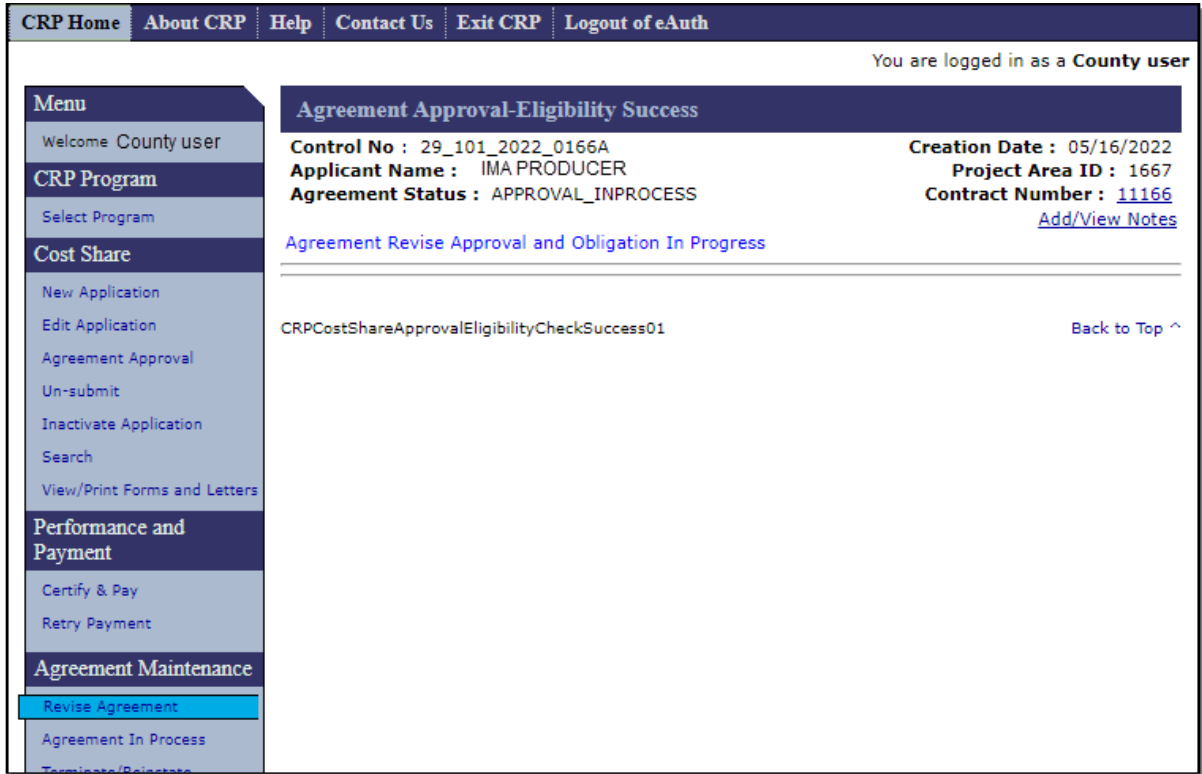 CRP Home About CRP Help Contact Us Exit CRP Logout of eAuth
You are logged in as a County user
Menu
Welcome County user
CRP Program
Select Program
Cost Share
New Application
Edit Application
Agreement Approval
Un-submit
Inactivate Application
Search
View/Print Forms and Letters
Performance and
Payment
Certify & Pay
Retry Payment
Agreement Maintenance
Revise Agreement
Agreement In Process
Terminate/Reinstate
Agreement Approval-Eligibility Success
Control No : 29_101_2022_0166A
Creation Date : 05/16/2022
Applicant Name : IMA PRODUCER
Project Area ID : 1667
Agreement Status : APPROVAL_INPROCESS
Contract Number : 11166
Add/View Notes
Agreement Revise Approval and Obligation In Progress
CRPCostShareApprovalEligibilityCheckSuccess01
Back to Top ^